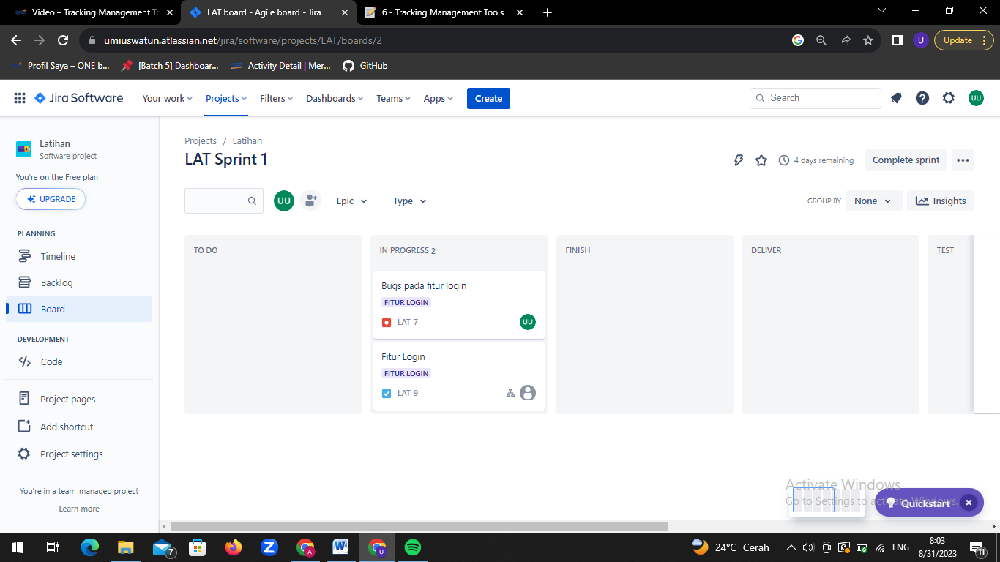 one Video – Tracking Management To
LAT board - Agile board - Jira
6 - Tracking Management Tools
umiuswatun.atlassian.net/jira/software/projects/LAT/boards/2
U
Update
Profil Saya – ONE b...
[Batch 5] Dashboar...
Activity Detail | Mer...
GitHub
Jira Software
Your work
Projects
Filters
Dashboards
Teams
Apps
Create
Search
UU
Latihan
Software project
You're on the Free plan
UPGRADE
PLANNING
Timeline
Backlog
Board
DEVELOPMENT
Code
Project pages
Add shortcut
Project settings
You're in a team-managed project
Learn more
Projects / Latihan
LAT Sprint 1
4 days remaining
Complete sprint
UU
Epic
Type
GROUP BY
None
Insights
TO DO
IN PROGRESS 2
FINISH
DELIVER
TEST
Bugs pada fitur login
FITUR LOGIN
LAT-7
UU
Fitur Login
FITUR LOGIN
LAT-9
Activate Windows
Go to Settings to activate Windows.
Quickstart
7
A
U
24°C Cerah
ENG
8:03
8/31/2023
11